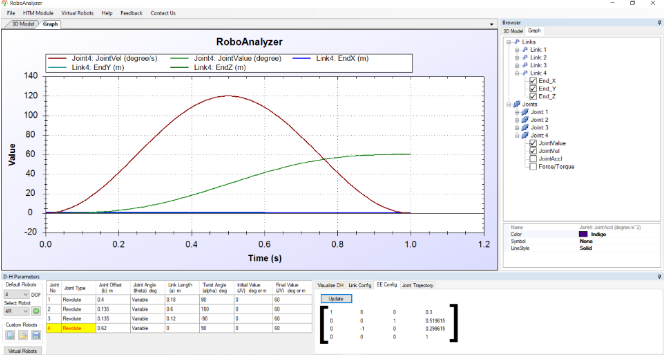 RoboAnalyzer
File HTM-Module Virtual Robots Help Feedback Contact Us
3D Model Graph
RoboAnalyzer
Joint4: JointVel (degree/s) Joint4: JointValue (degree) Link4: EndX (m)
Link4: EndY (m) Link4: EndZ (m)
Value
140
120
100
80
60
40
20
0
-20
0.0 0.2 0.4 0.6 0.8 1.0 1.2
Time (s)
Browser
3D Model Graph
Links
Link: 1
Link: 2
Link: 3
Link: 4
End_X
End_Y
End_Z
Joints
Joint: 1
Joint: 2
Joint: 3
Joint: 4
JointValue
JointVel
JointAccl
Force/Torque
Name Joint4: JointAccl (degree/s^2)
Color Indigo
Symbol None
LineStyle Solid
D-H Parameters
Default Robots
4 DOF
Select Robot
4R
Custom Robots
Virtual Robots
Joint No Joint Type Joint Offset (b) m Joint Angle (theta) deg Link Length (a) m Twist Angle (alpha) deg Initial Value (JV) deg or m Final Value (JV) deg or m
1 Revolute 0.4 Variable 0.18 90 0 60
2 Revolute 0.135 Variable 0.6 180 0 60
3 Revolute 0.135 Variable 0.12 -90 0 60
4 Revolute 0.62 Variable 0 90 0 60
Visualize DH Link Config EE Config Joint Trajectory
Update
1 0 0 0.3
0 0 1 0.519615
0 -1 0 0.299615
0 0 0 1